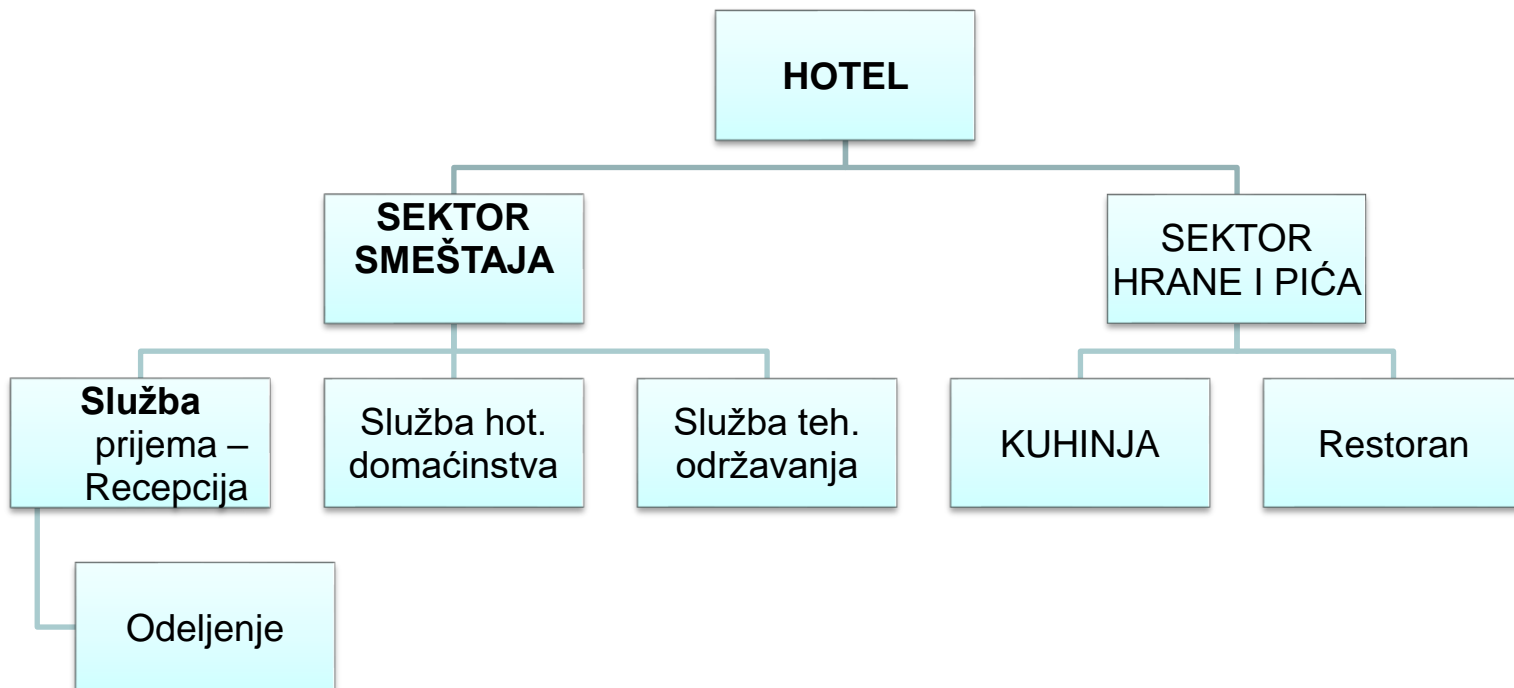 HOTEL
SEKTOR
SMEŠTAJA
SEKTOR
HRANE I PIĆA
Služba
prijema –
Recepcija
Služba hot.
domaćinstva
Služba teh.
održavanja
KUHINJA
Restoran
Odeljenje